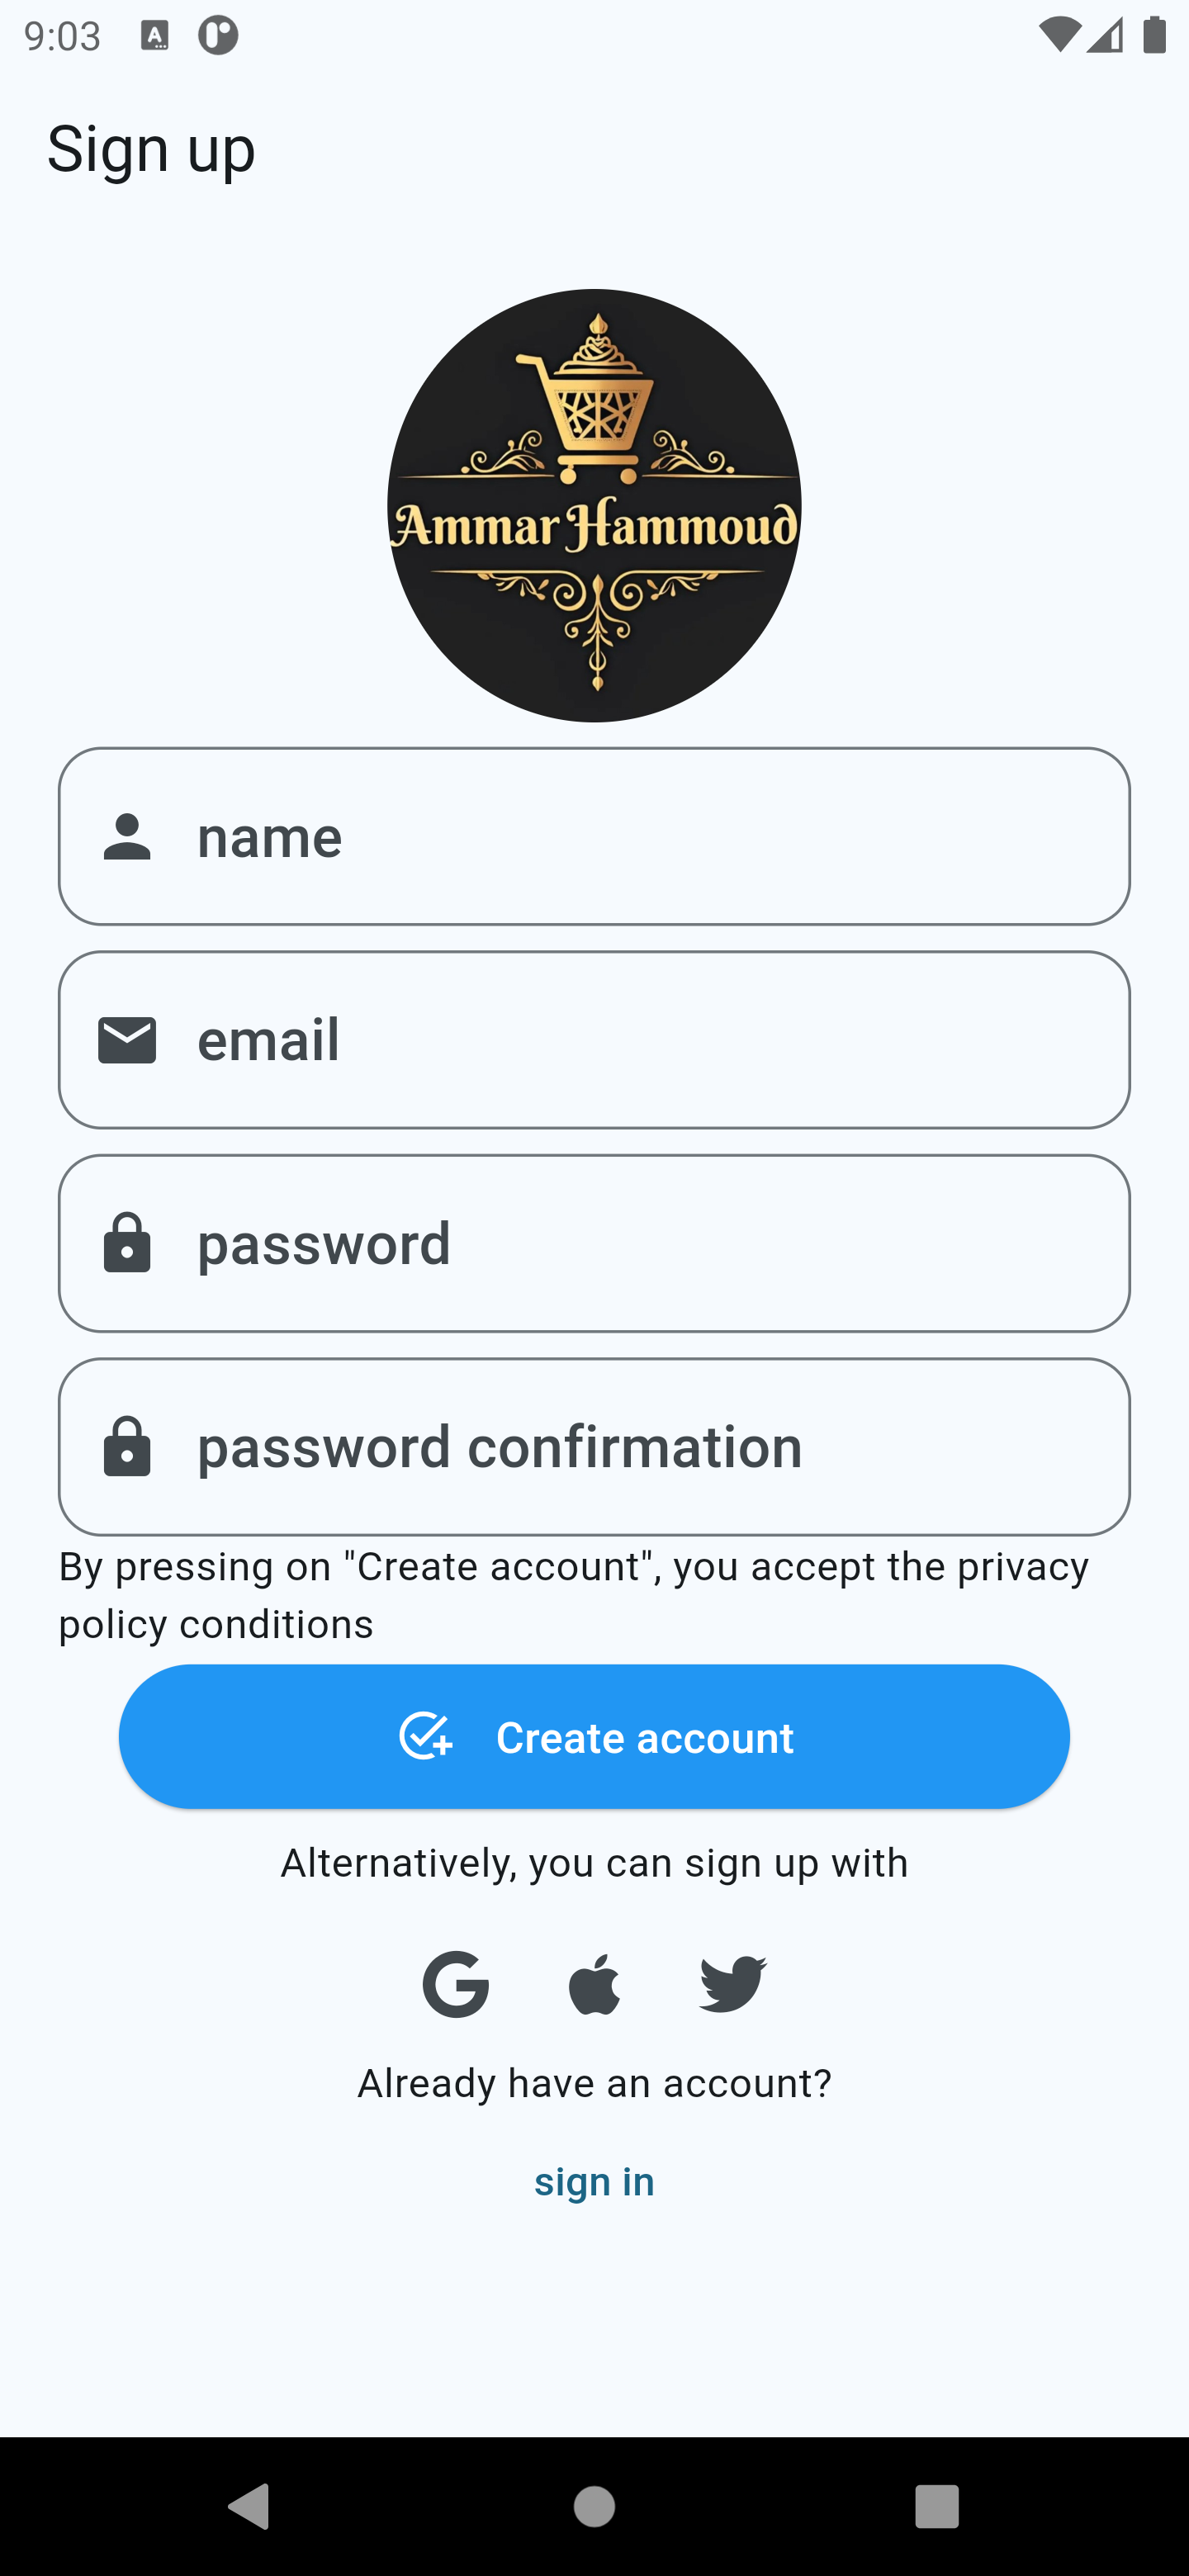 9:03
Sign up
Ammar Hammoud
name
email
password
password confirmation
By pressing on "Create account", you accept the privacy
policy conditions
Create account
Alternatively, you can sign up with
Already have an account?
sign in